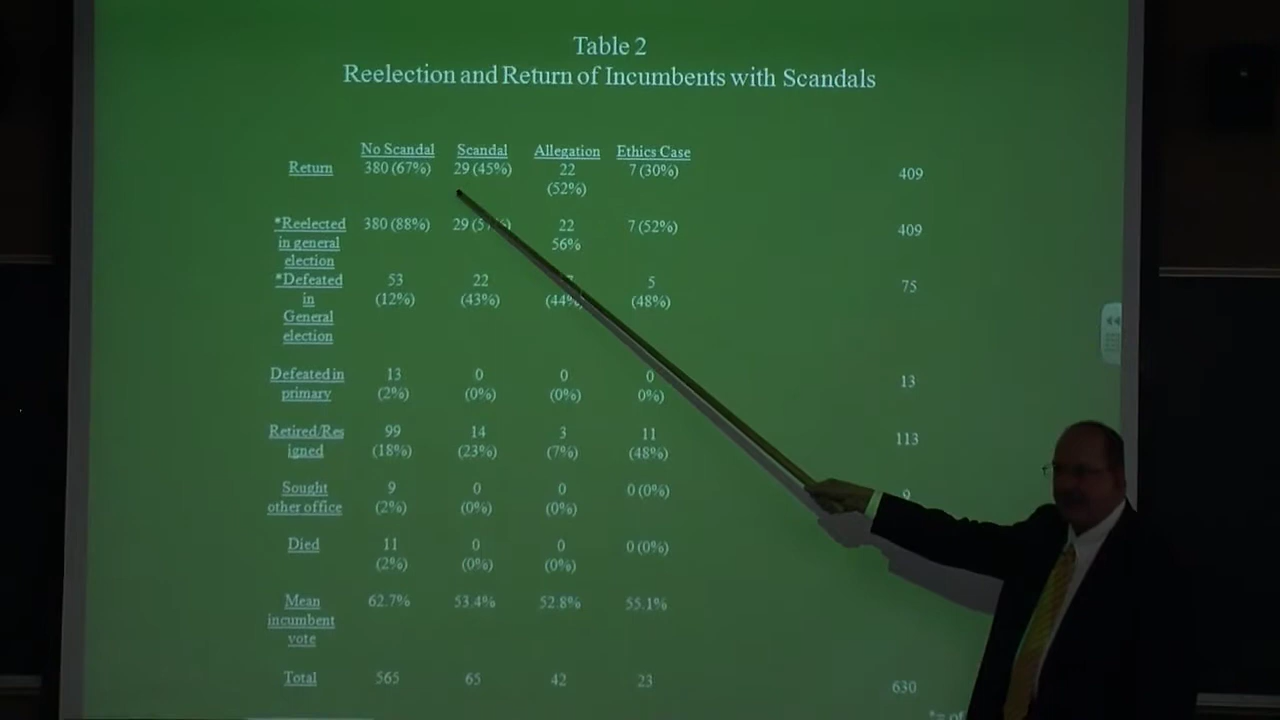 Table 2
Reelection and Return of Incumbents with Scandals
No Scandal Scandal Allegation Ethics Case
Return 380 (67%) 29 (45%) 22 7 (30%) 409
(52%)
*Reelected 380 (88%) 29 22 7 (52%) 409
in general 56%
election
*Defeated 53 22 5 75
in (12%) (43%) (44% (48%)
General
election
Defeated in 13 0 0 0 13
primary (2%) (0%) (0%) 0%)
Retired/Res 99 14 3 11 113
igned (18%) (23%) (7%) (48%)
Sought 9 0 0 0 (0%) 9
other office (2%) (0%) (0%)
Died 11 0 0 0 (0%)
(2%) (0%) (0%)
Mean 62.7% 53.4% 52.8% 55.1%
incumbent
vote
Total 565 65 42 23 630